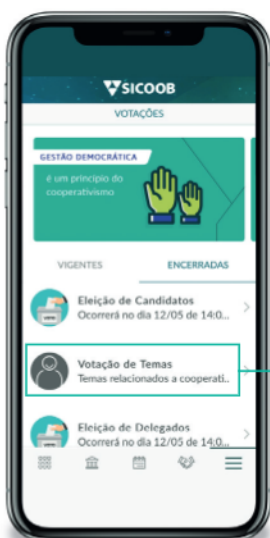 SICOOB
VOTAÇÕES
GESTÃO DEMOCRÁTICA
é um princípio do
cooperativismo
VIGENTES
ENCERRADAS
Eleição de Candidatos
Ocorrerá no dia 12/05 de 14:0...
Votação de Temas
Temas relacionados a cooperati..
Eleição de Delegados
Ocorrerá no dia 12/05 de 14:0...